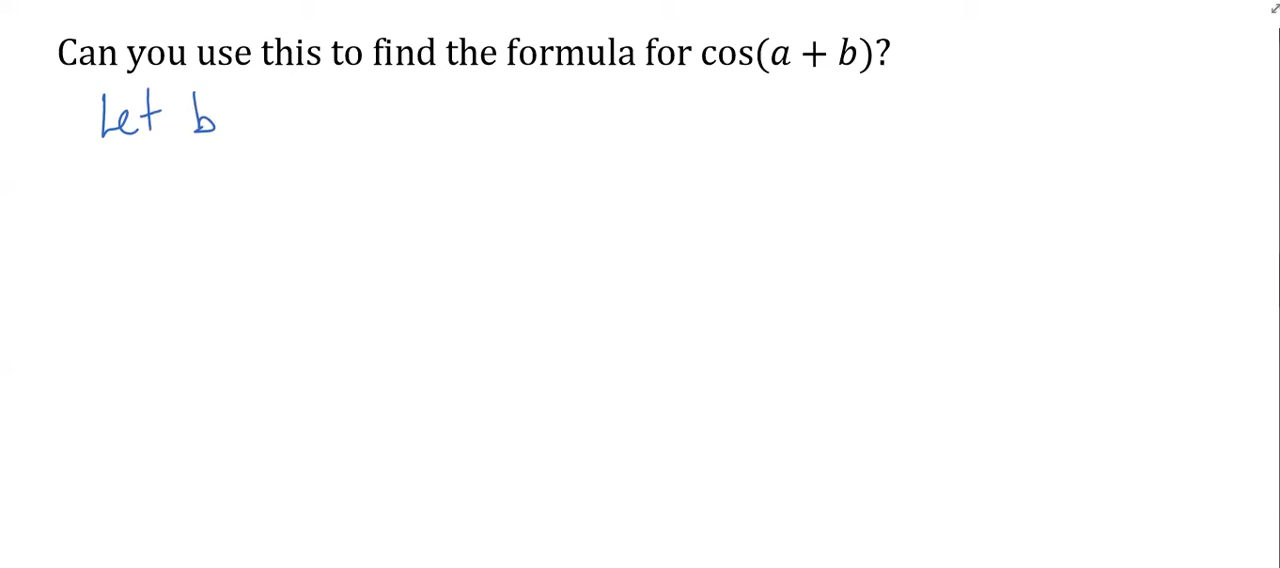 Can you use this to find the formula for cos(a + b)?
Let b